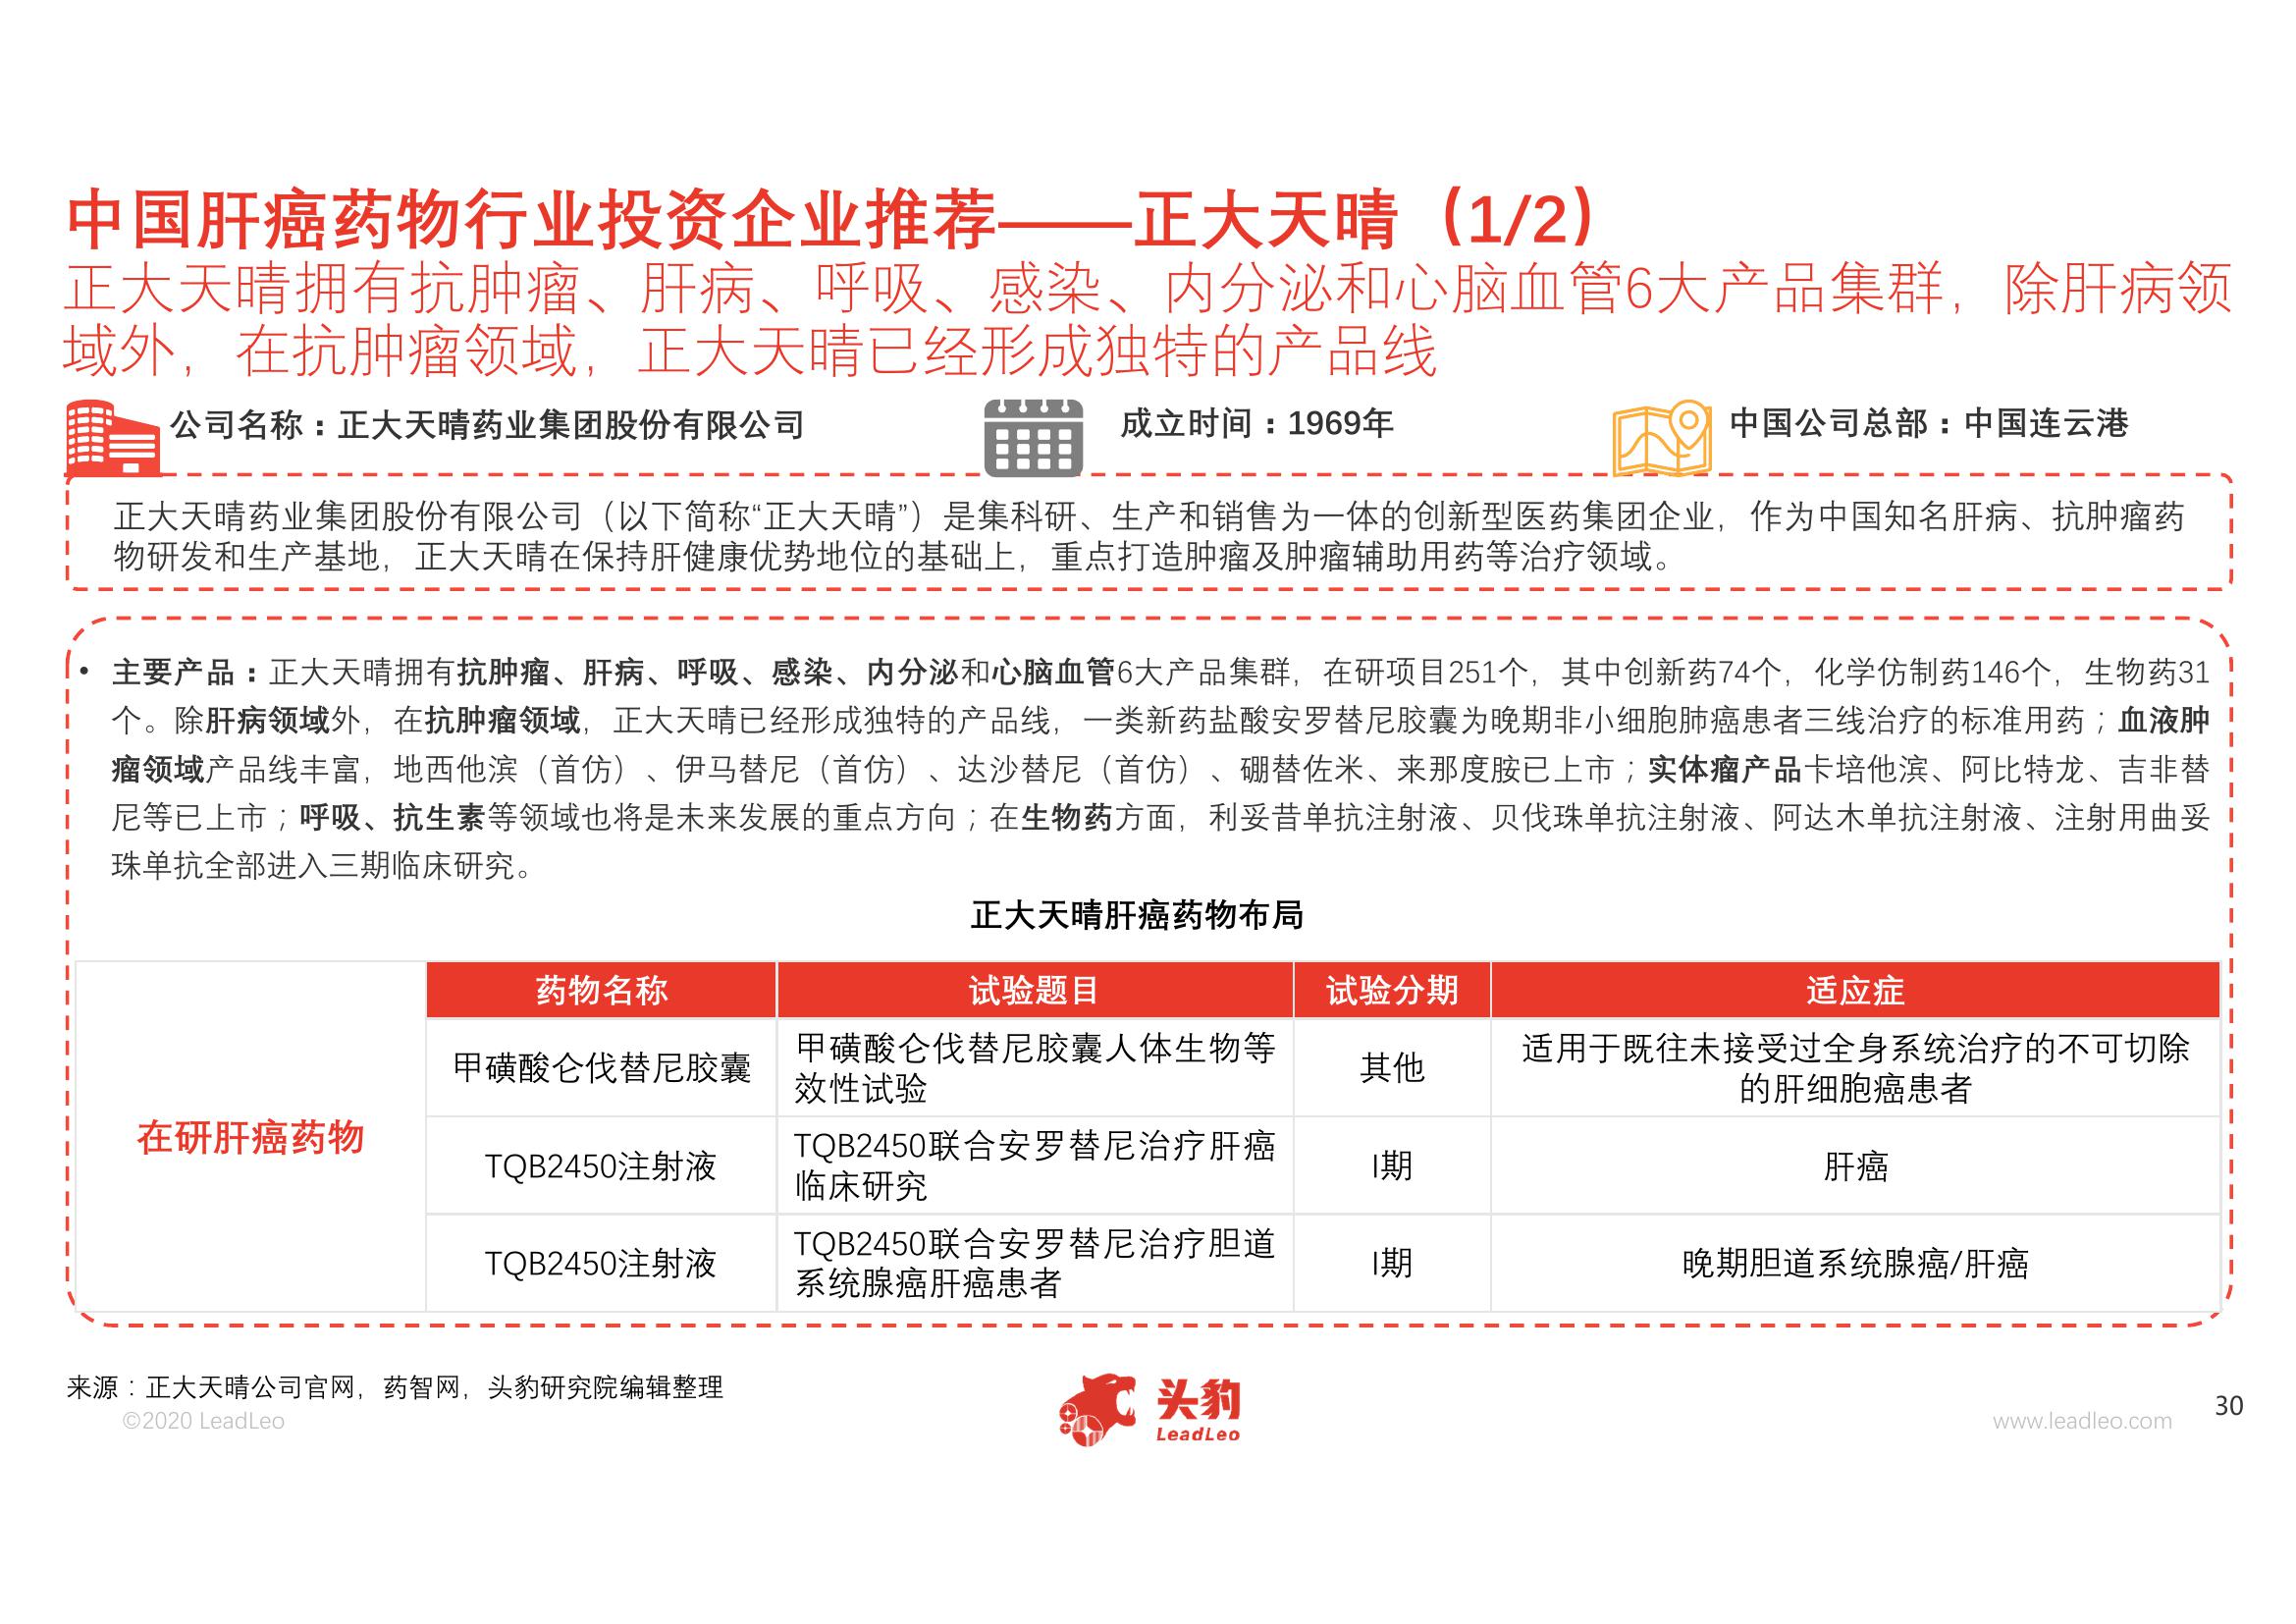 中国肝癌药物行业投资企业推荐——正大天晴（1/2）
正大天晴拥有抗肿瘤、肝病、呼吸、感染、内分泌和心脑血管6大产品集群，除肝病领
域外，在抗肿瘤领域，正大天晴已经形成独特的产品线
公司名称：正大天晴药业集团股份有限公司
成立时间：1969年
中国公司总部：中国连云港
正大天晴药业集团股份有限公司（以下简称“正大天晴”）是集科研、生产和销售为一体的创新型医药集团企业，作为中国知名肝病、抗肿瘤药
物研发和生产基地，正大天晴在保持肝健康优势地位的基础上，重点打造肿瘤及肿瘤辅助用药等治疗领域。
• 主要产品：正大天晴拥有抗肿瘤、肝病、呼吸、感染、内分泌和心脑血管6大产品集群，在研项目251个，其中创新药74个，化学仿制药146个，生物药31
个。除肝病领域外，在抗肿瘤领域，正大天晴已经形成独特的产品线，一类新药盐酸安罗替尼胶囊为晚期非小细胞肺癌患者三线治疗的标准用药；血液肿
瘤领域产品线丰富，地西他滨（首仿）、伊马替尼（首仿）、达沙替尼（首仿）、硼替佐米、来那度胺已上市；实体瘤产品卡培他滨、阿比特龙、吉非替
尼等已上市；呼吸、抗生素等领域也将是未来发展的重点方向；在生物药方面，利妥昔单抗注射液、贝伐珠单抗注射液、阿达木单抗注射液、注射用曲妥
珠单抗全部进入三期临床研究。
正大天晴肝癌药物布局
药物名称
试验题目
试验分期
适应症
在研肝癌药物
甲磺酸仑伐替尼胶囊
甲磺酸仑伐替尼胶囊人体生物等
效性试验
其他
适用于既往未接受过全身系统治疗的不可切除
的肝细胞癌患者
TQB2450注射液
TQB2450联合安罗替尼治疗肝癌
临床研究
I期
肝癌
TQB2450注射液
TQB2450联合安罗替尼治疗胆道
系统腺癌肝癌患者
I期
晚期胆道系统腺癌/肝癌
来源：正大天晴公司官网，药智网，头豹研究院编辑整理
©2020 LeadLeo
头豹
LeadLeo
www.leadleo.com
30